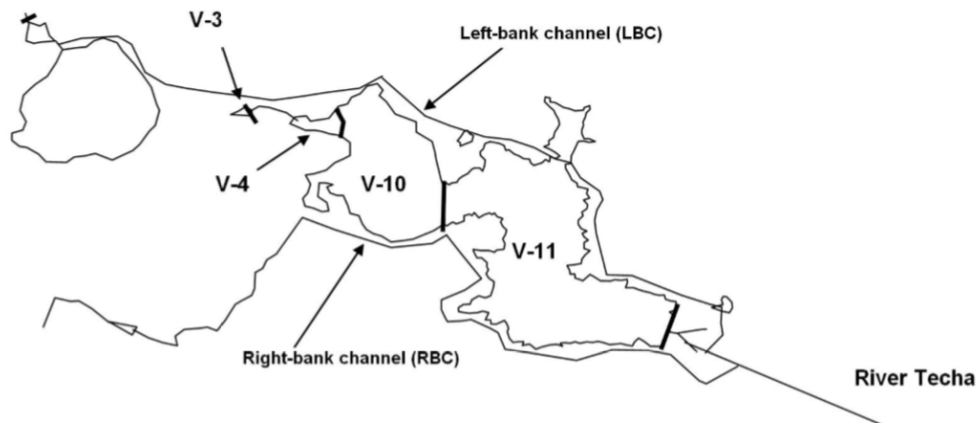 V-3
Left-bank channel (LBC)
V-4
V-10
V-11
Right-bank channel (RBC)
River Techa